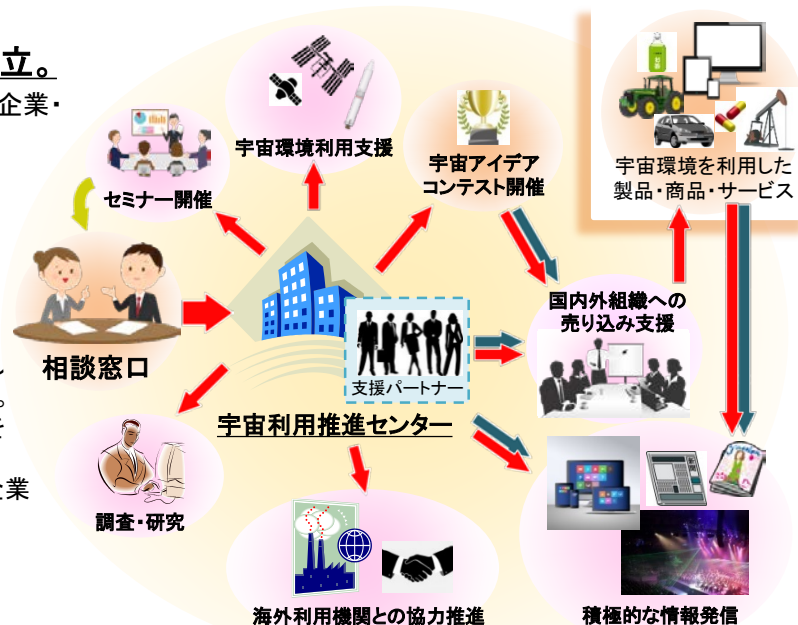 立。
企業・
宇宙環境利用支援
宇宙アイデア
コンテスト開催
宇宙環境を利用した
製品・商品・サービス
セミナー開催
国内外組織への
売り込み支援
相談窓口
支援パートナー
宇宙利用推進センター
し
。
を
企業
調査・研究
海外利用機関との協力推進
積極的な情報発信